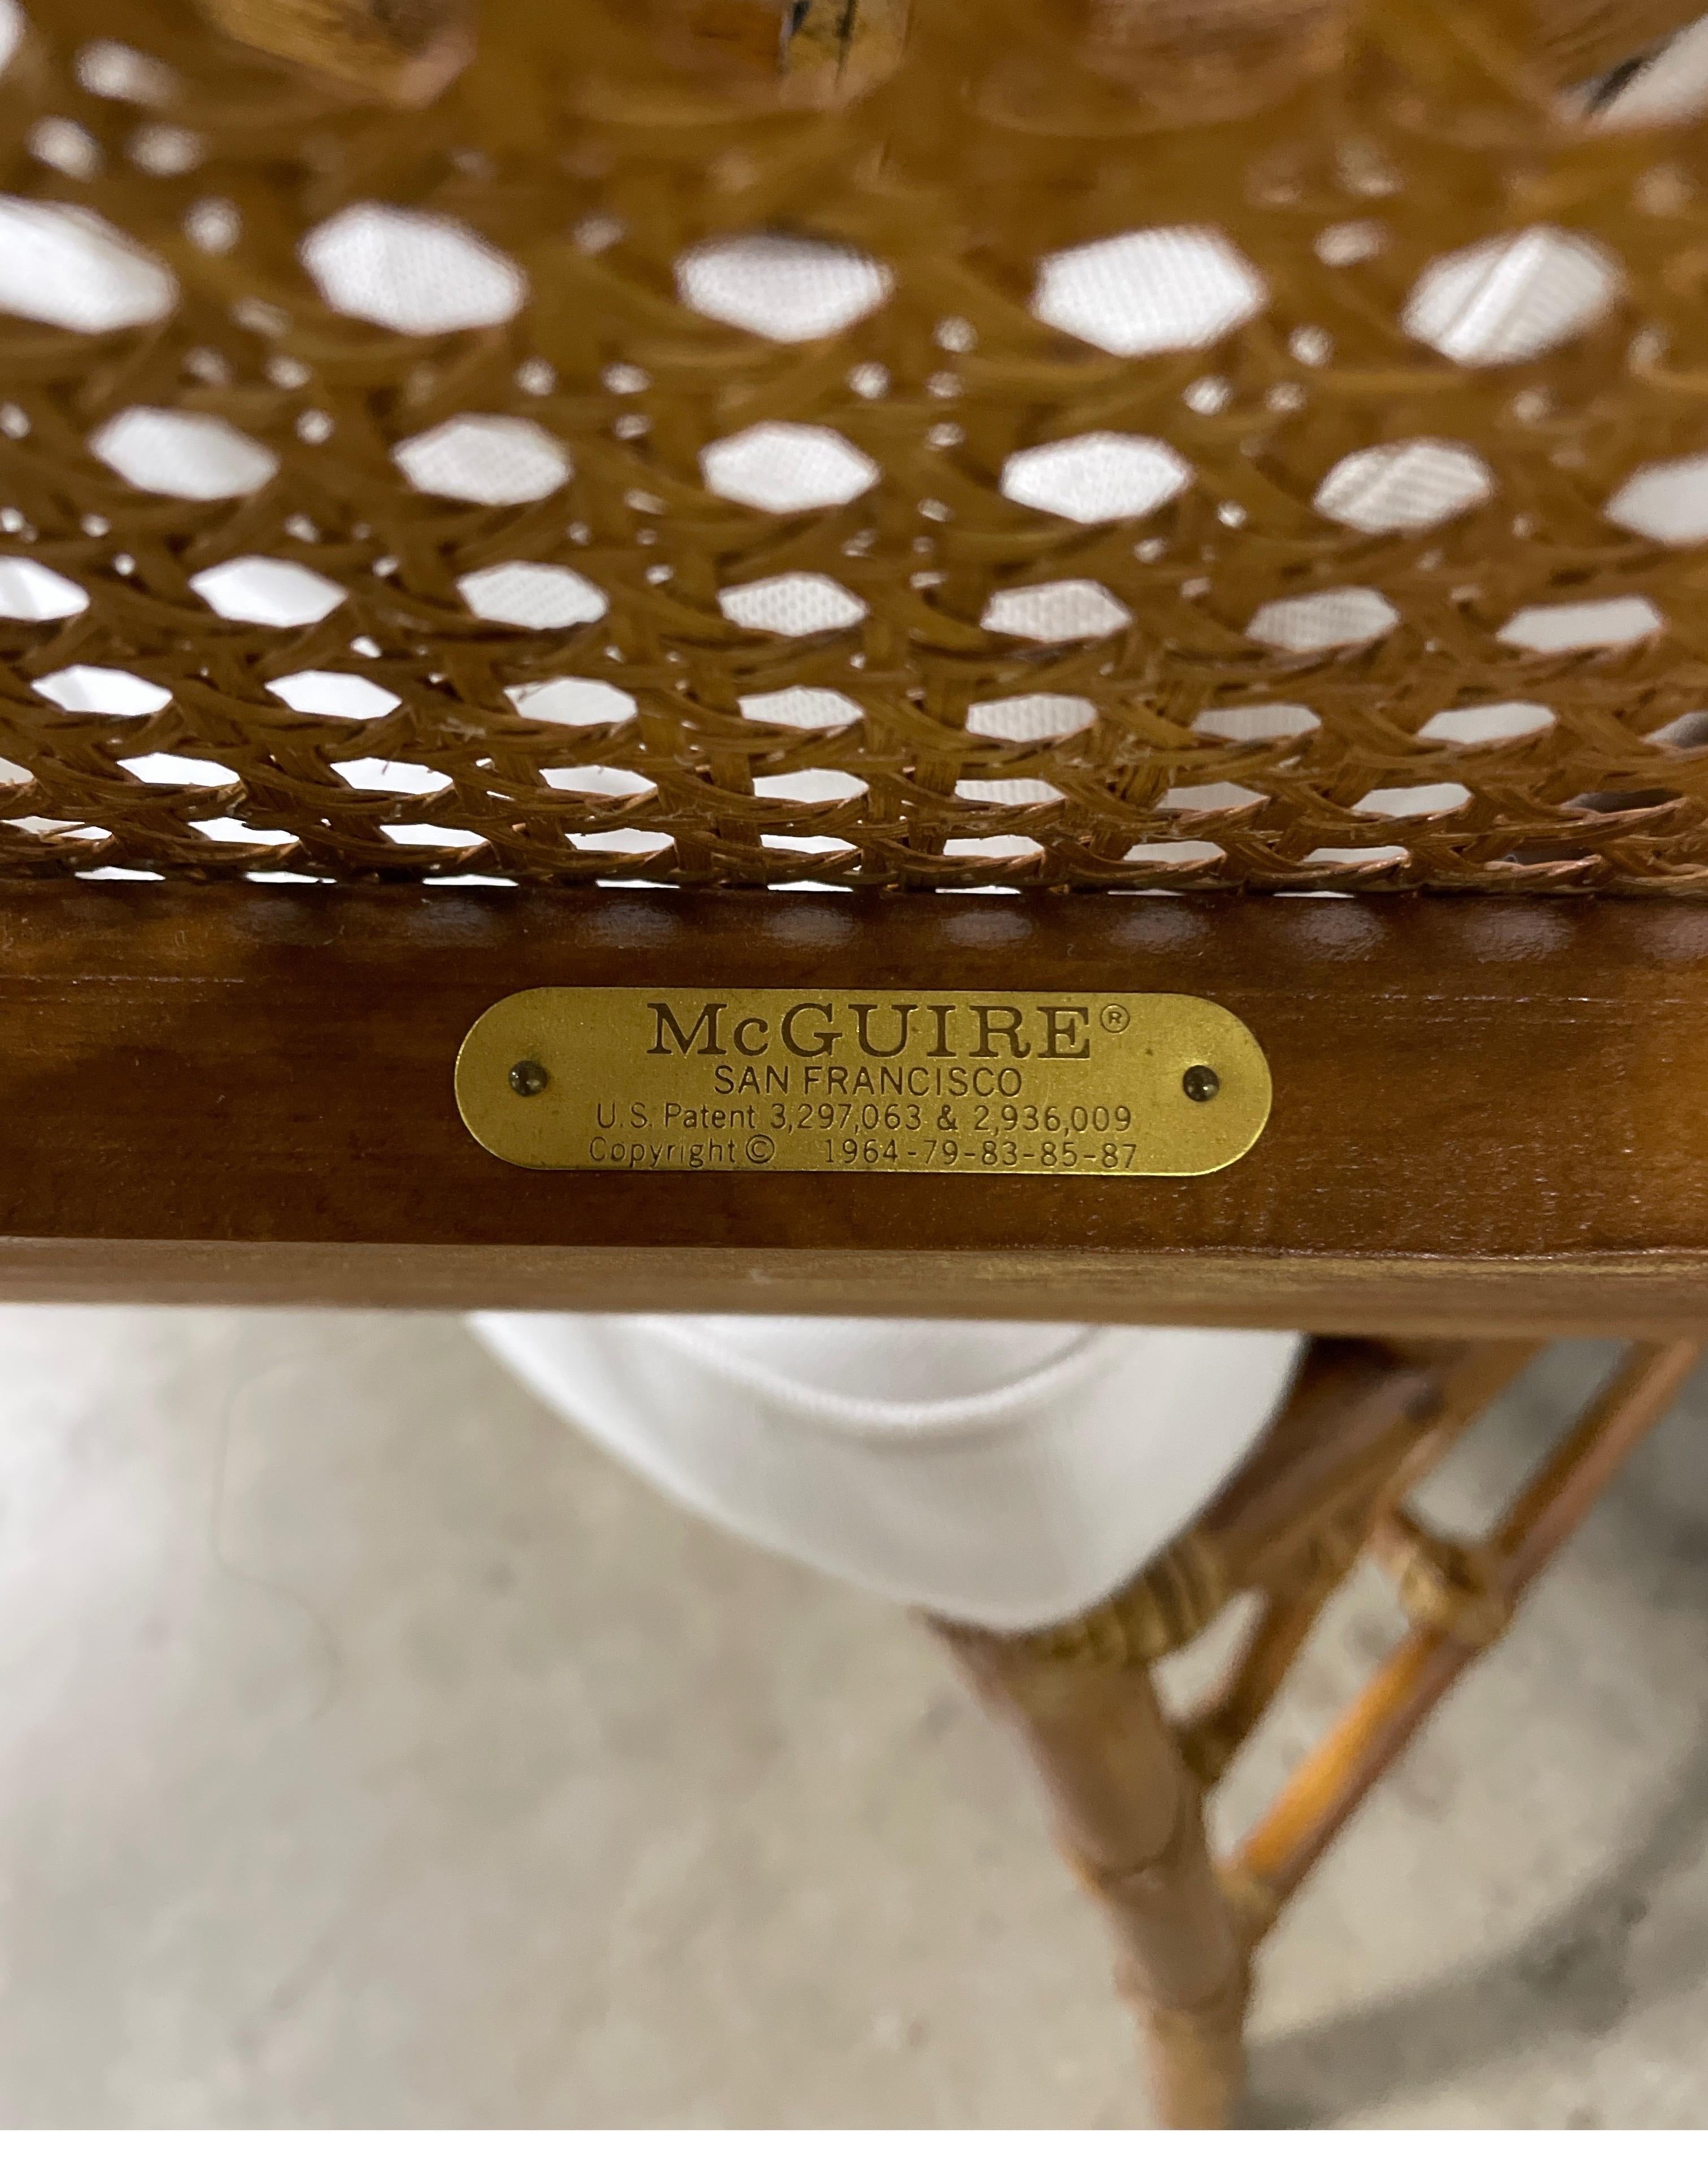 McGUIRE®
SAN FRANCISCO
U.S. Patent 3,297,063 & 2,936,009
Copyright © 1964-79-83-85-87